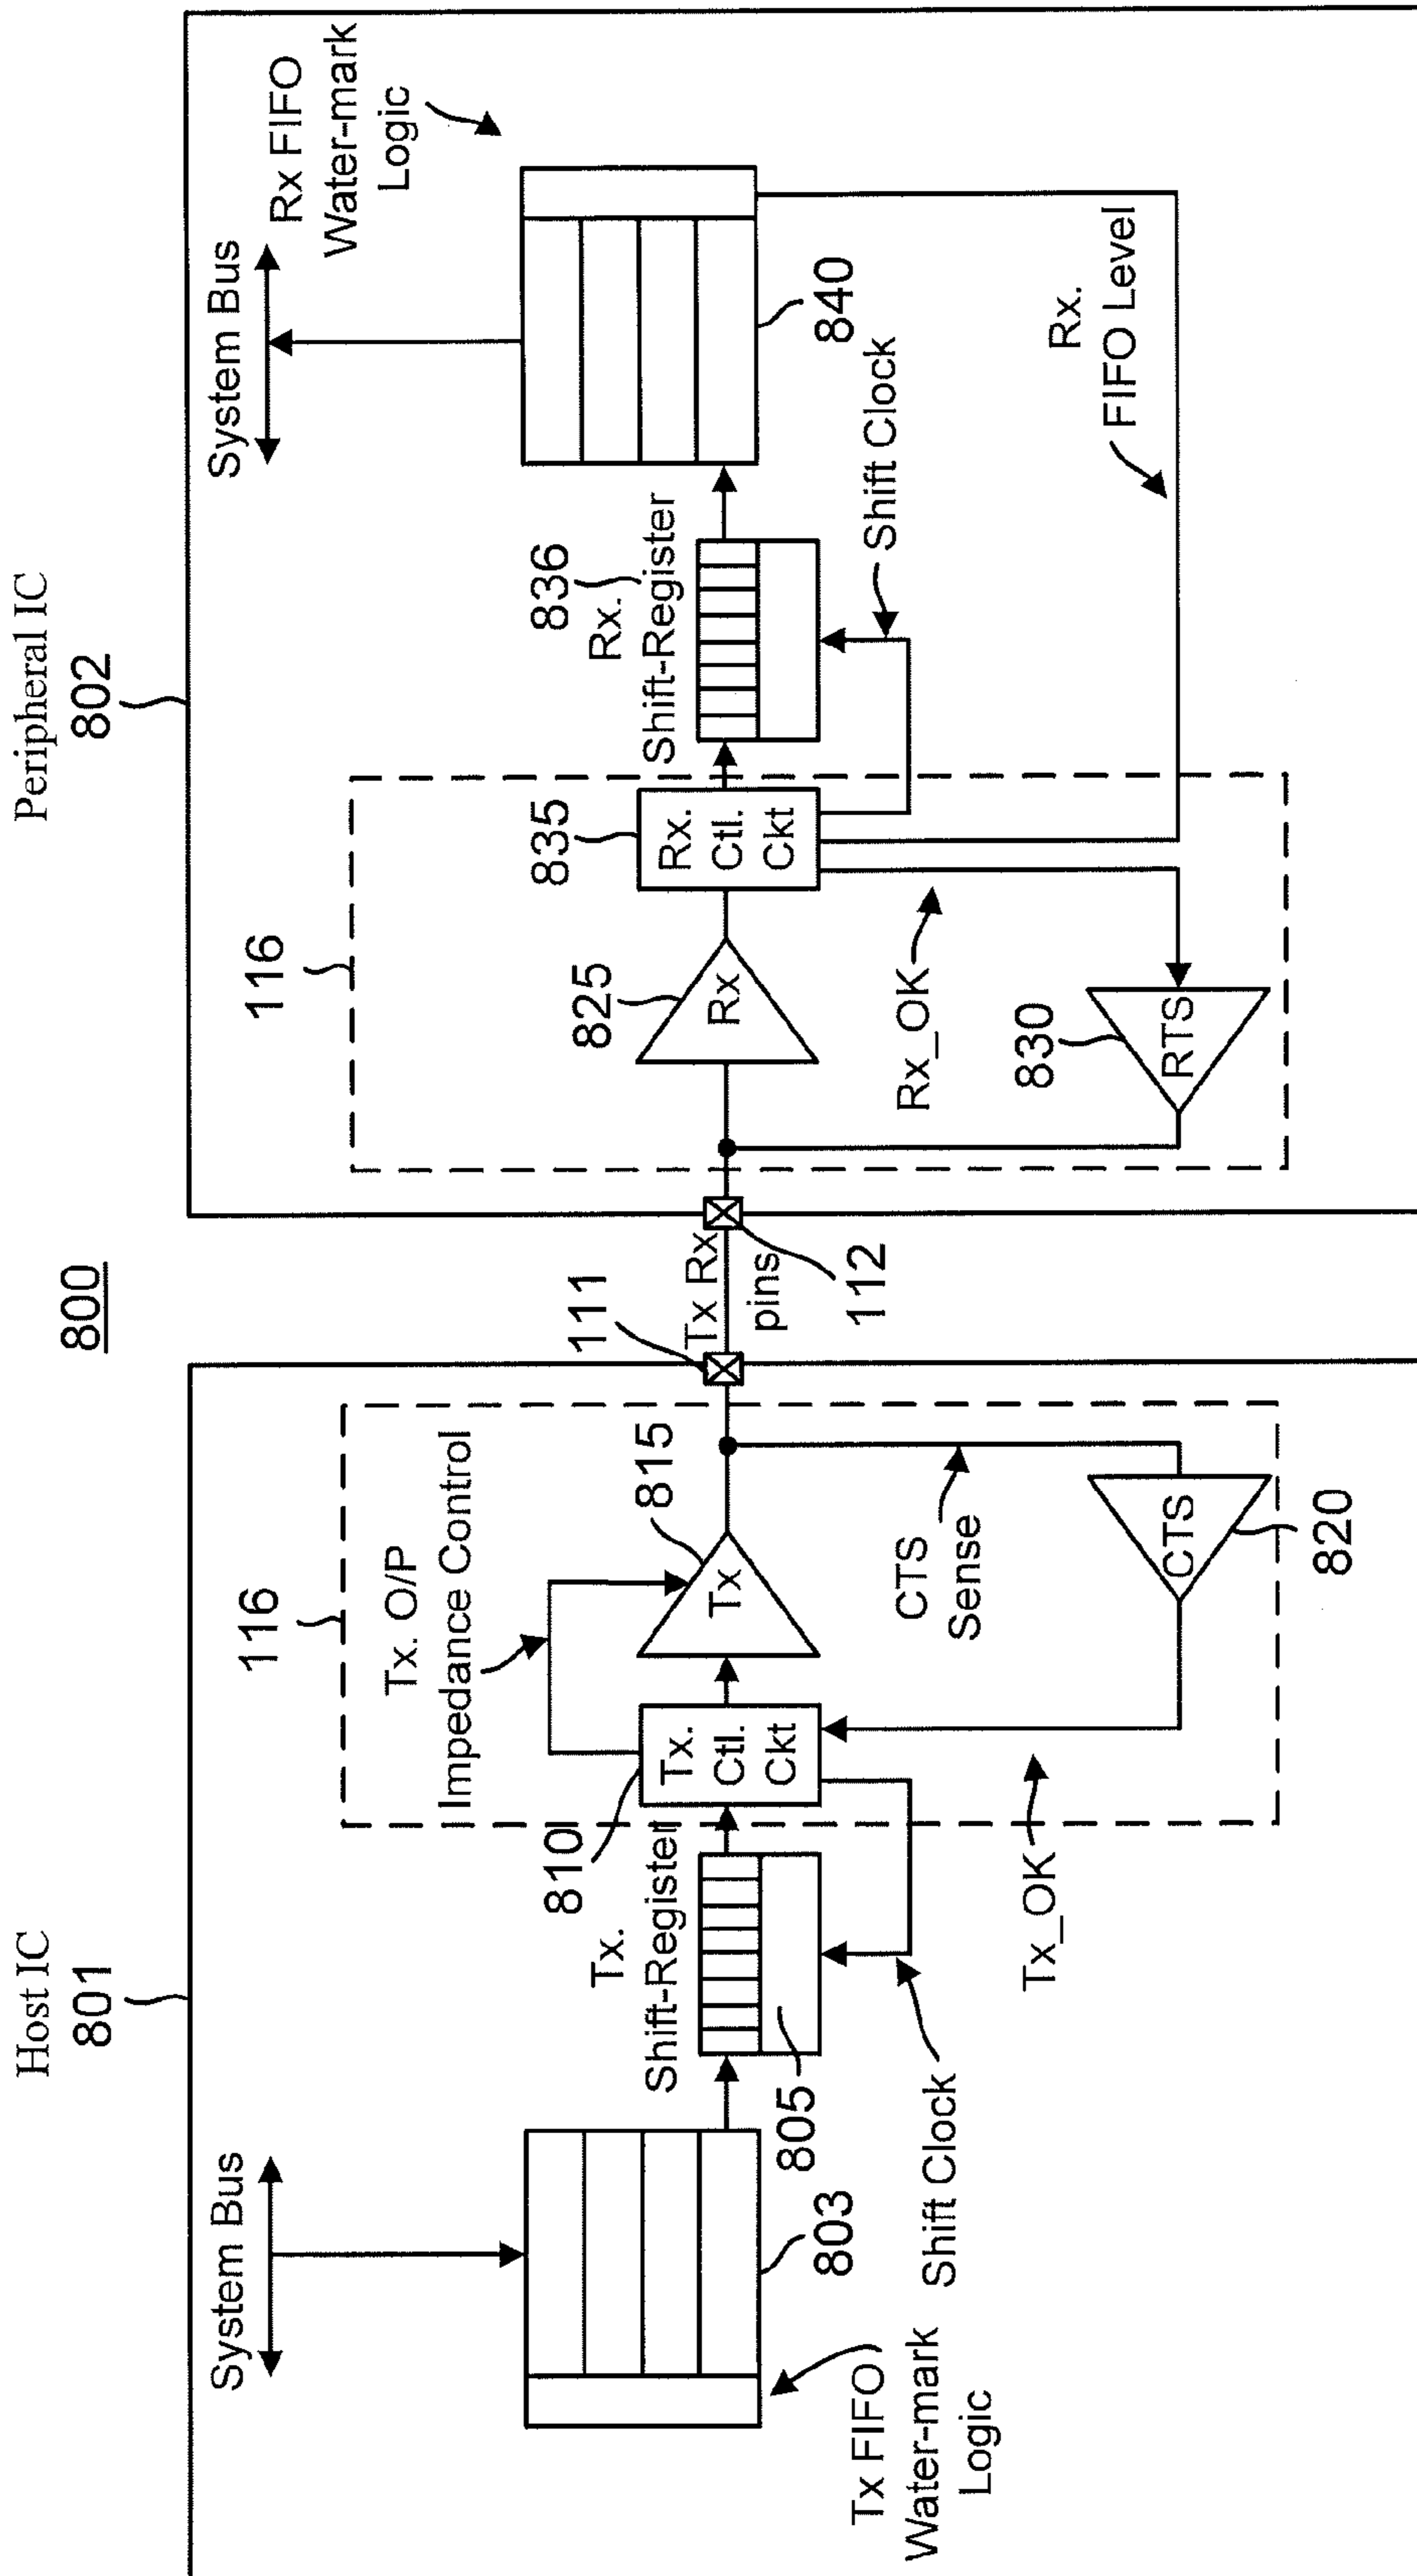 800
Host IC
801
System Bus
803
Tx FIFO
Water-mark
Logic
Tx.
Shift-Register
805
Shift Clock
116
Tx. O/P
Impedance Control
810
Tx.
Ctl.
Ckt
815
Tx
CTS
Sense
CTS
820
Tx_OK
111
Tx Rx
pins
112
Peripheral IC
802
116
825
Rx
835
Rx.
Ctl.
Ckt
Rx_OK
830
RTS
836
Rx.
Shift-Register
Shift Clock
System Bus
Rx FIFO
Water-mark
Logic
840
Rx.
FIFO Level